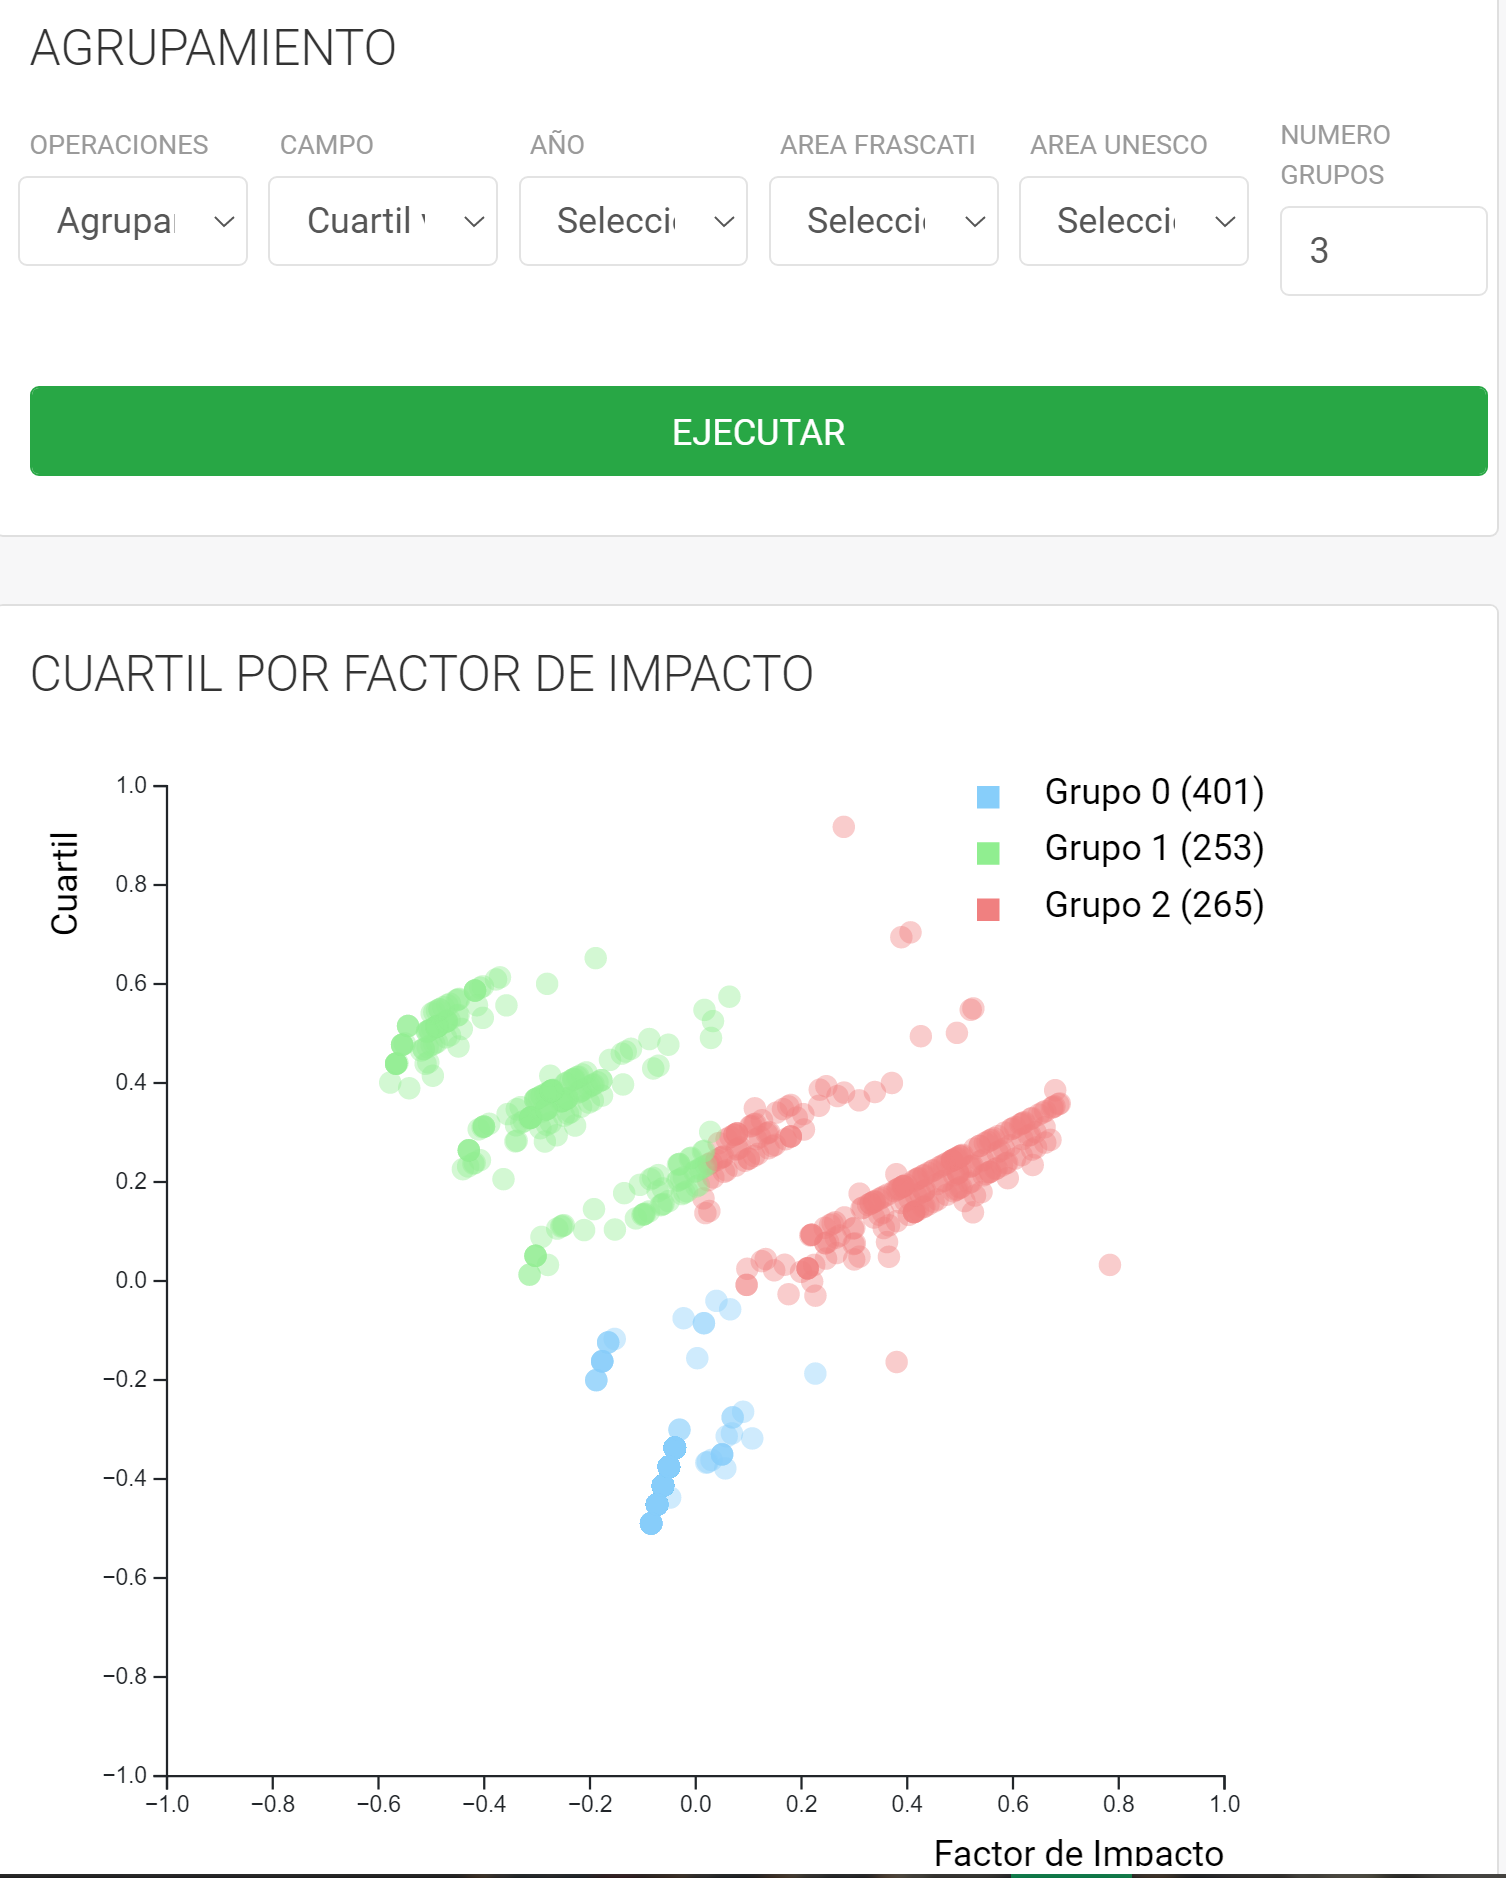 AGRUPAMIENTO
OPERACIONES CAMPO AÑO AREA FRASCATI AREA UNESCO NUMERO
GRUPOS
Agrupa Cuartil Selecci Selecci Selecci 3
EJECUTAR
CUARTIL POR FACTOR DE IMPACTO
1.0
Grupo 0 (401)
Cuartil
Grupo 1 (253)
0.8
Grupo 2 (265)
0.6
0.4
0.2
0.0
−0.2
−0.4
−0.6
−0.8
−1.0
−1.0 −0.8 −0.6 −0.4 −0.2 0.0 0.2 0.4 0.6 0.8 1.0
Factor de Impacto